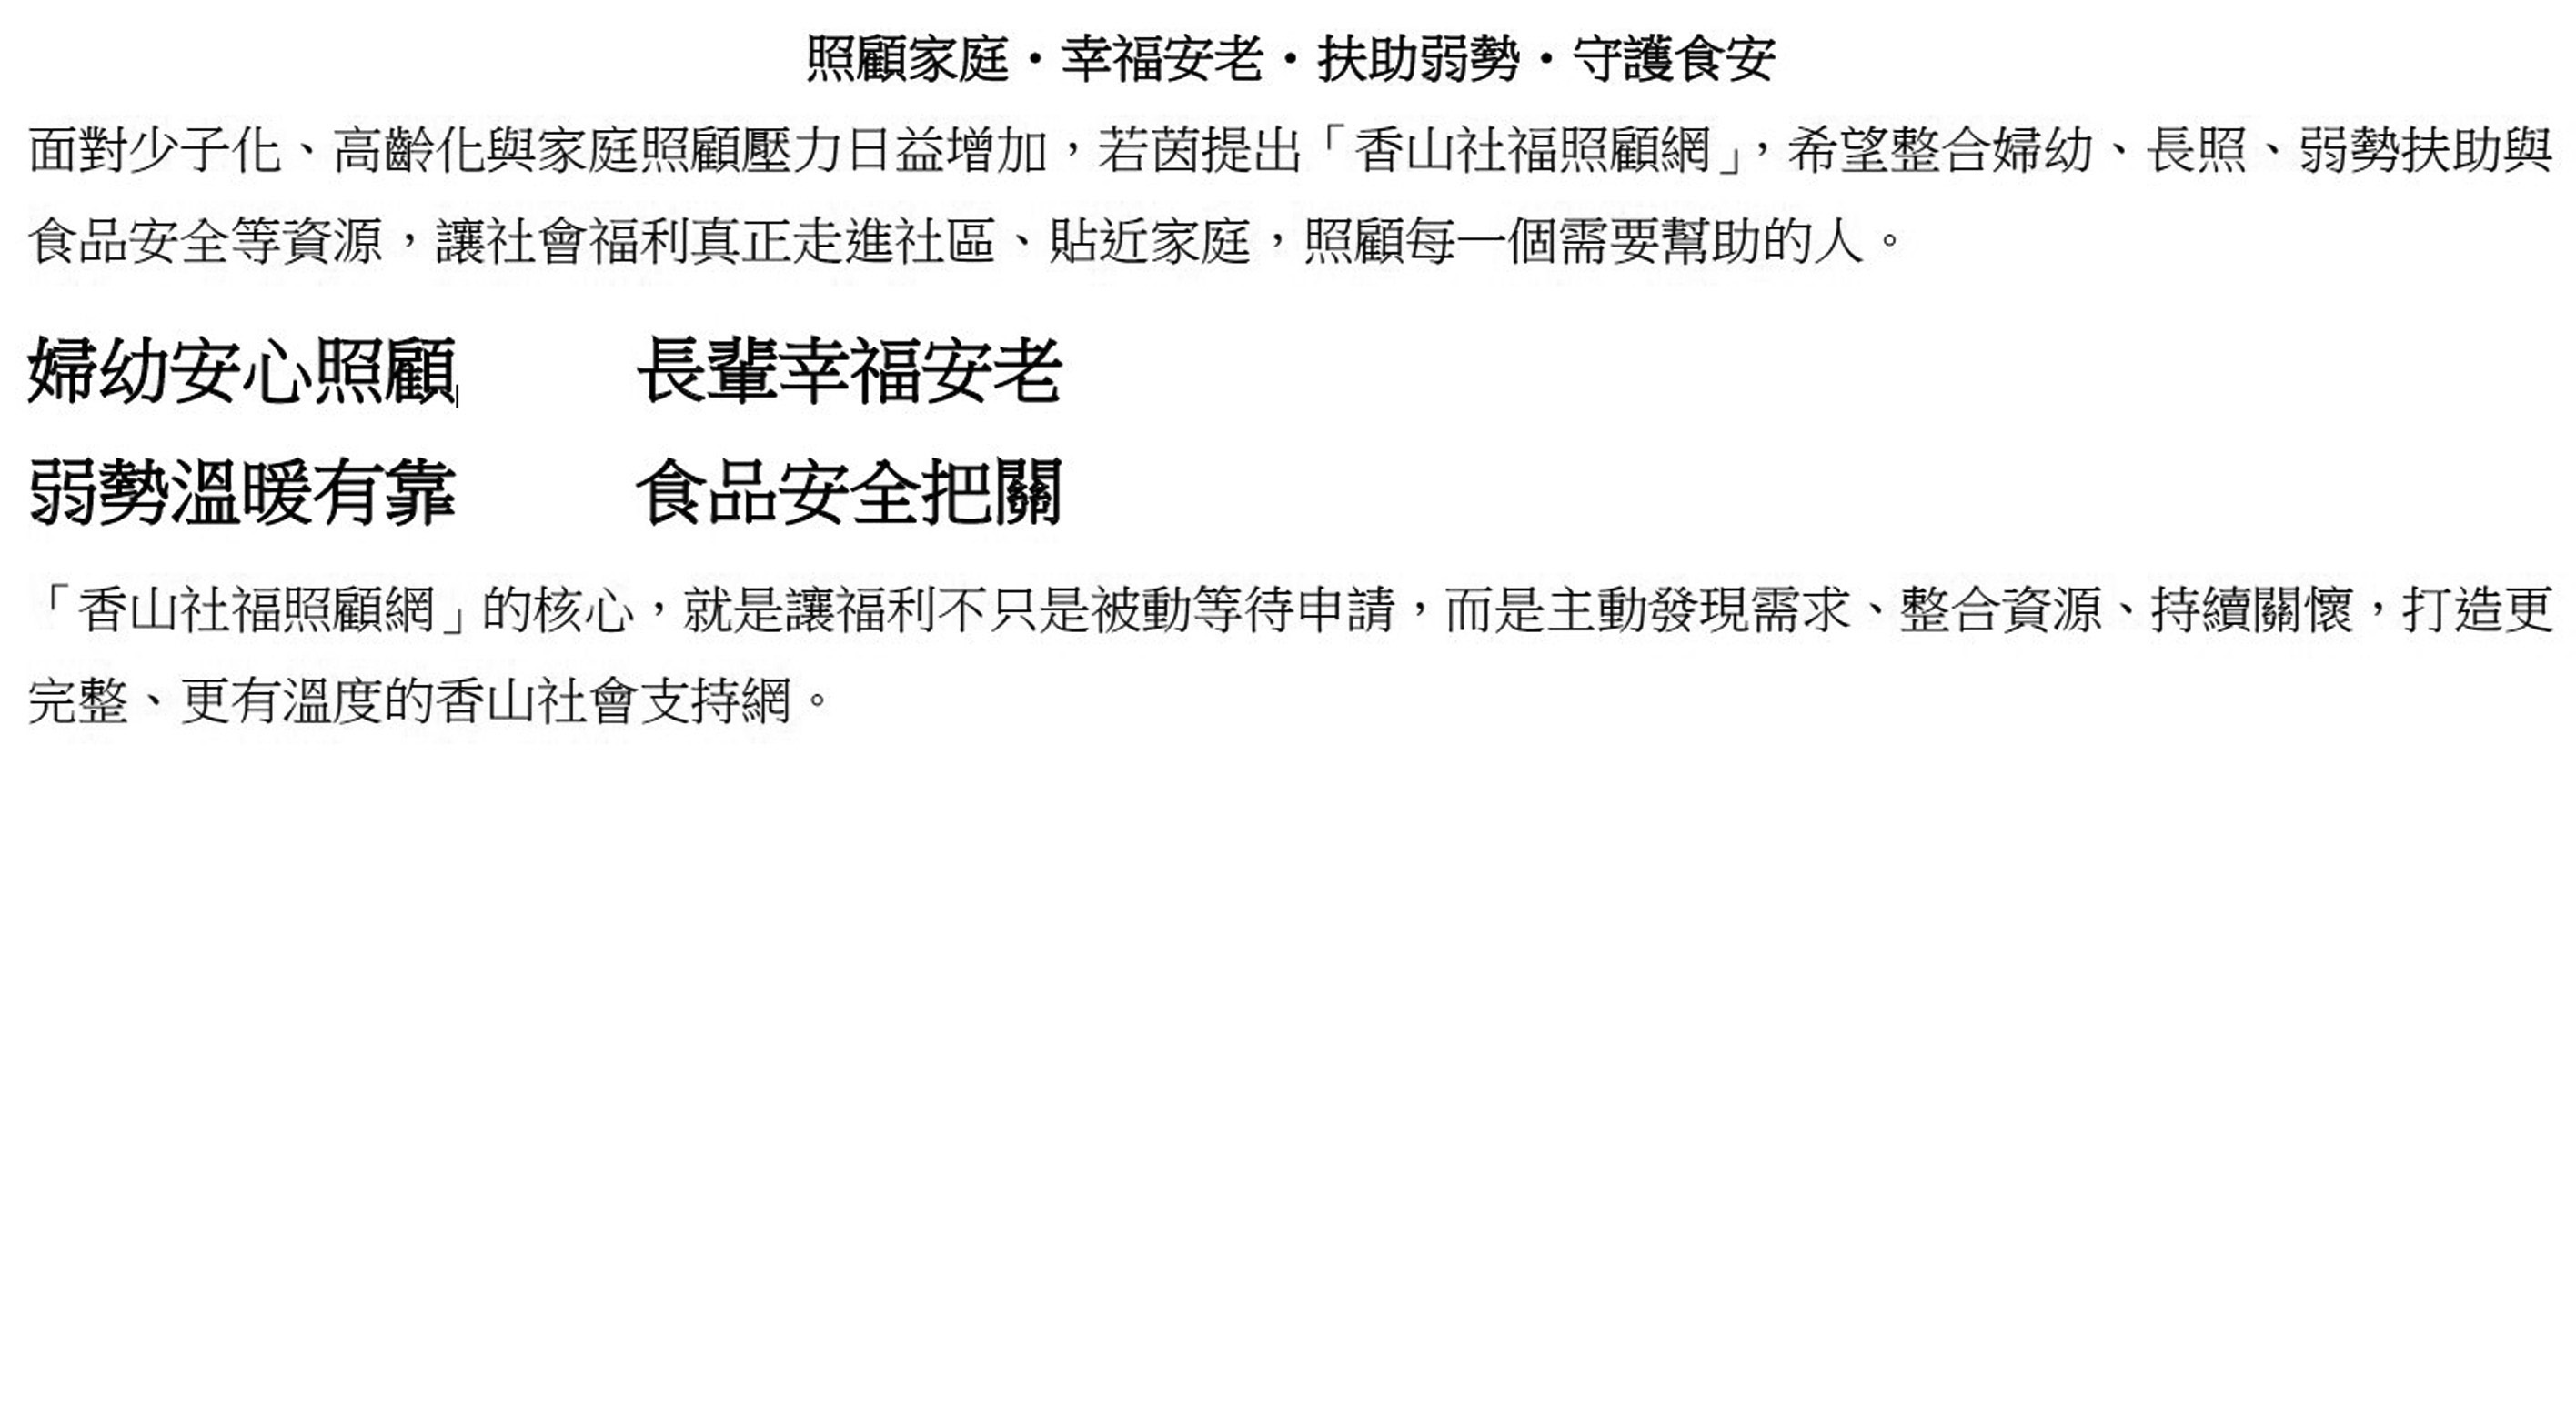 照顧家庭・幸福安老・扶助弱勢・守護食安
面對少子化、高齡化與家庭照顧壓力日益增加，若茵提出「香山社福照顧網」，希望整合婦幼、長照、弱勢扶助與
食品安全等資源，讓社會福利真正走進社區、貼近家庭，照顧每一個需要幫助的人。
婦幼安心照顧　長輩幸福安老
弱勢溫暖有靠　食品安全把關
「香山社福照顧網」的核心，就是讓福利不只是被動等待申請，而是主動發現需求、整合資源、持續關懷，打造更
完整、更有溫度的香山社會支持網。